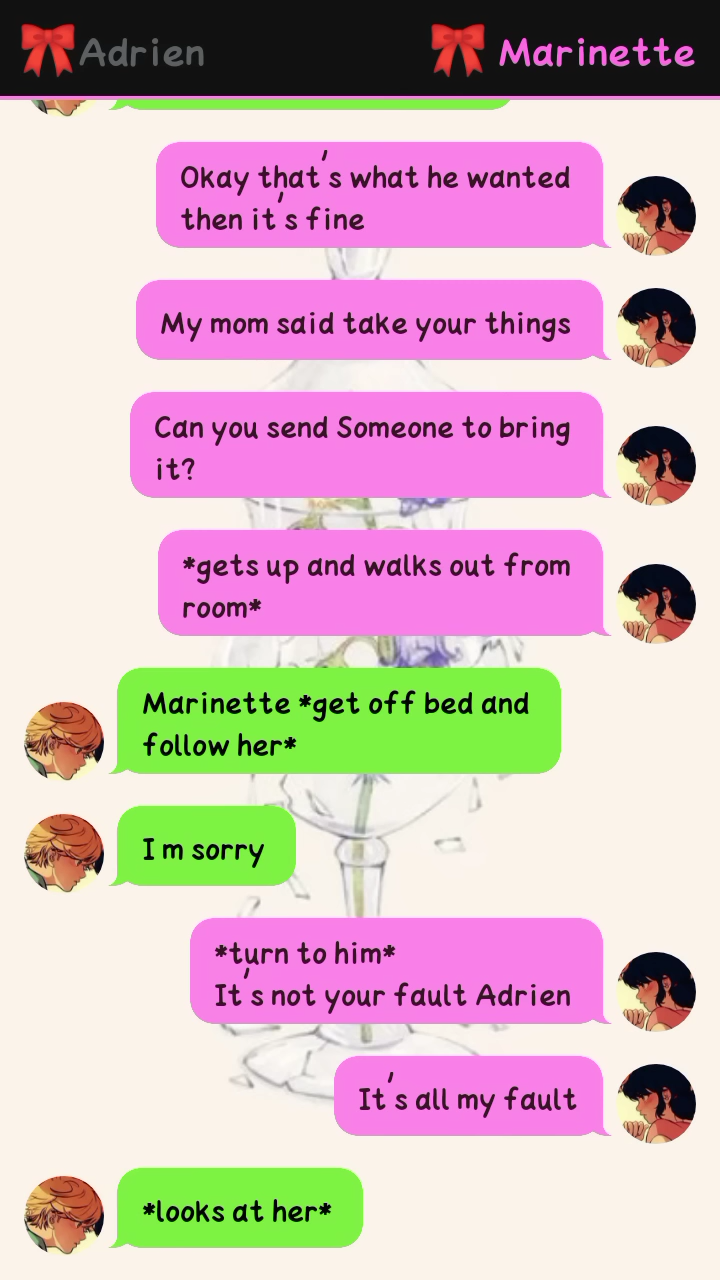 🎀Adrien
🎀 Marinette
Okay that's what he wanted
then it's fine
My mom said take your things
Can you send Someone to bring
it?
*gets up and walks out from
room*
Marinette *get off bed and
follow her*
I m sorry
*turn to him*
It's not your fault Adrien
It's all my fault
*looks at her*